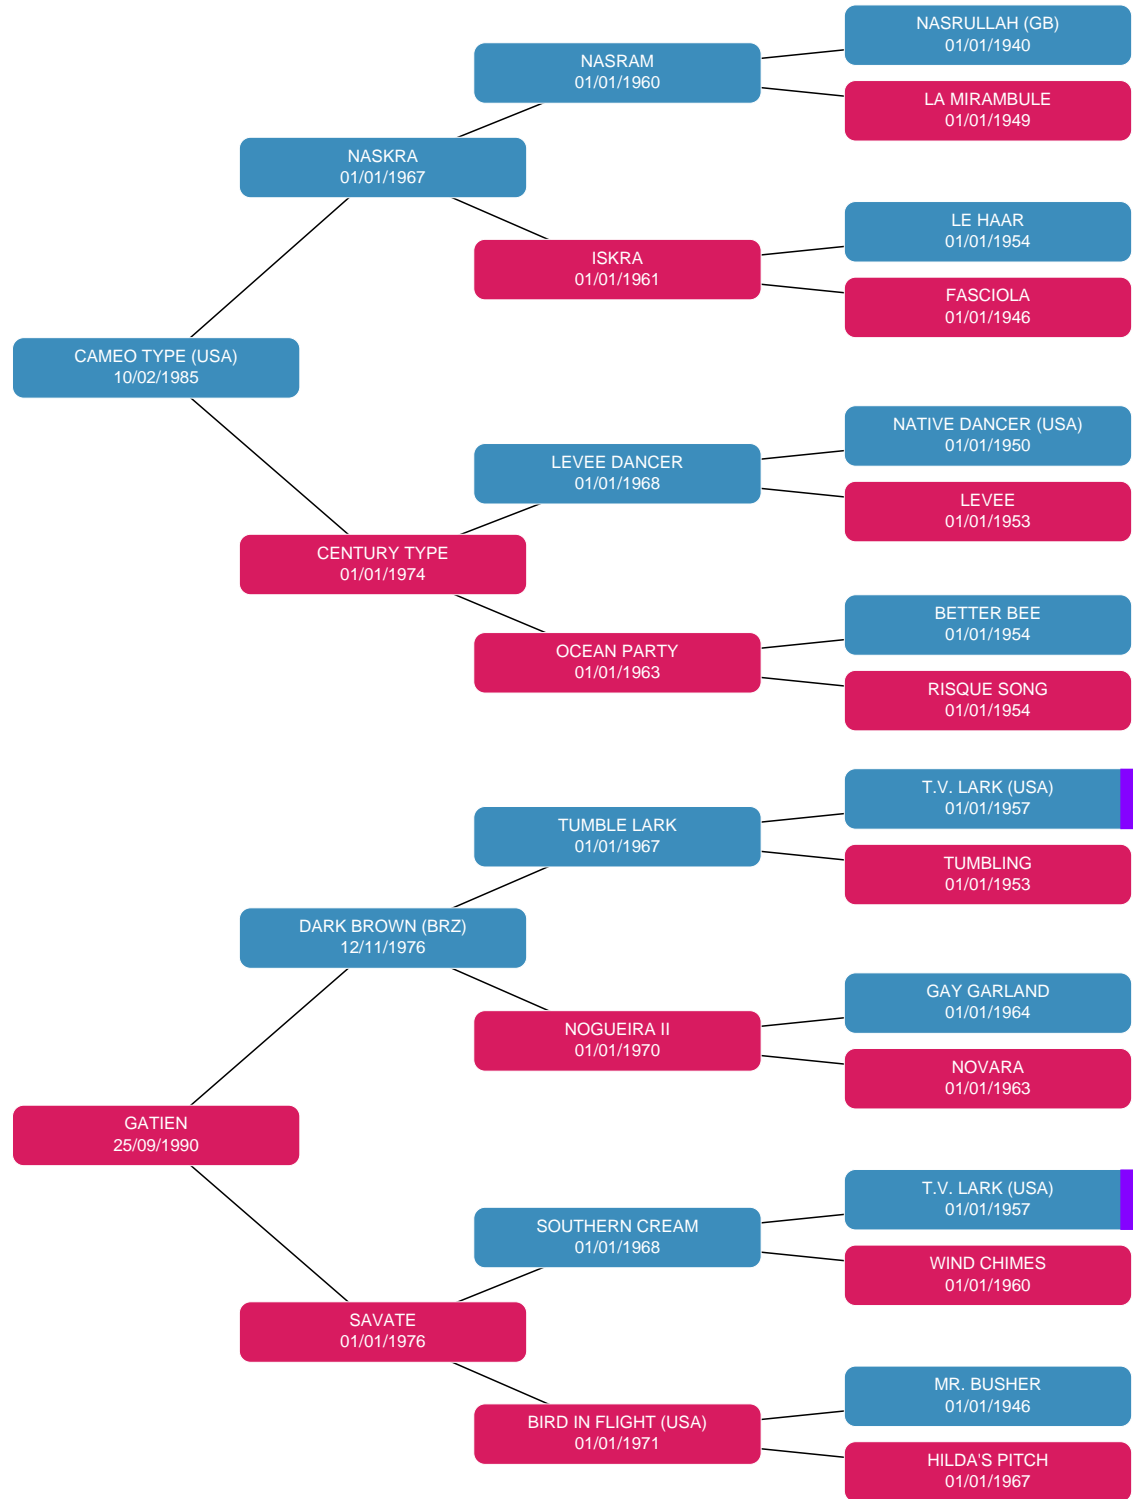 NASRULLAH (GB)
01/01/1940
NASRAM
01/01/1960
LA MIRAMBULE
01/01/1949
NASKRA
01/01/1967
LE HAAR
01/01/1954
ISKRA
01/01/1961
FASCIOLA
01/01/1946
CAMEO TYPE (USA)
10/02/1985
NATIVE DANCER (USA)
01/01/1950
LEVEE DANCER
01/01/1968
LEVEE
01/01/1953
CENTURY TYPE
01/01/1974
BETTER BEE
01/01/1954
OCEAN PARTY
01/01/1963
RISQUE SONG
01/01/1954
T.V. LARK (USA)
01/01/1957
TUMBLE LARK
01/01/1967
TUMBLING
01/01/1953
DARK BROWN (BRZ)
12/11/1976
GAY GARLAND
01/01/1964
NOGUEIRA II
01/01/1970
NOVARA
01/01/1963
GATIEN
25/09/1990
T.V. LARK (USA)
01/01/1957
SOUTHERN CREAM
01/01/1968
WIND CHIMES
01/01/1960
SAVATE
01/01/1976
MR. BUSHER
01/01/1946
BIRD IN FLIGHT (USA)
01/01/1971
HILDA'S PITCH
01/01/1967